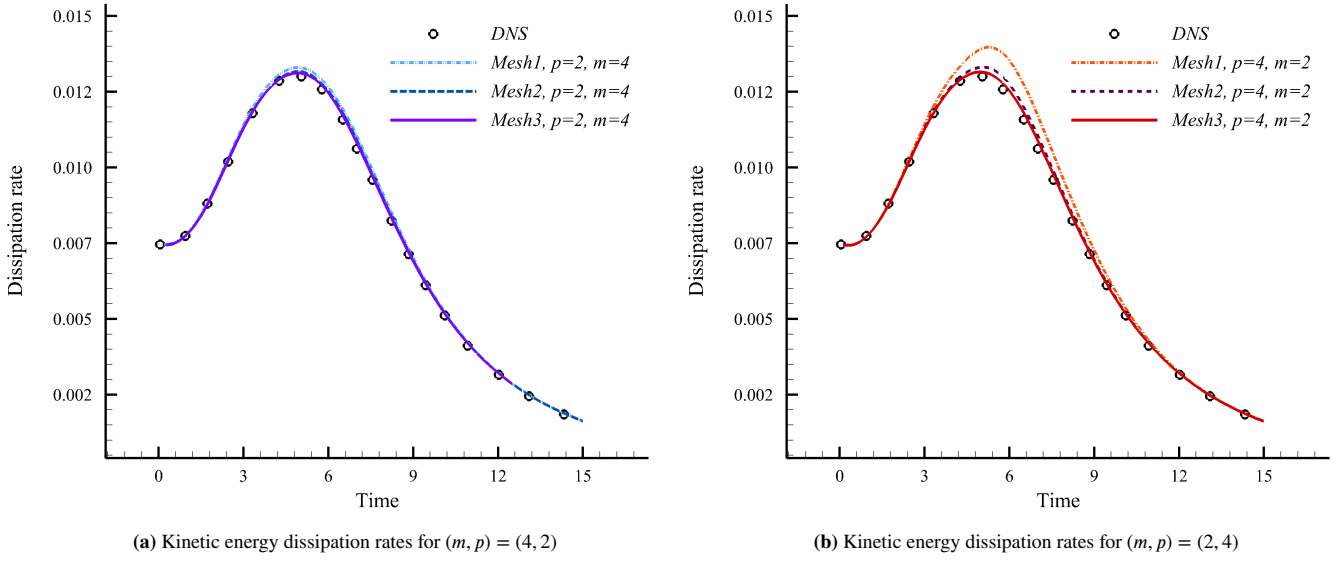 0.015
0.012
0.010
0.007
0.005
0.002
Dissipation rate
DNS
Mesh1, p=2, m=4
Mesh2, p=2, m=4
Mesh3, p=2, m=4
0 3 6 9 12 15
Time
(a) Kinetic energy dissipation rates for (m, p) = (4, 2)
0.015
0.012
0.010
0.007
0.005
0.002
Dissipation rate
DNS
Mesh1, p=4, m=2
Mesh2, p=4, m=2
Mesh3, p=4, m=2
0 3 6 9 12 15
Time
(b) Kinetic energy dissipation rates for (m, p) = (2, 4)